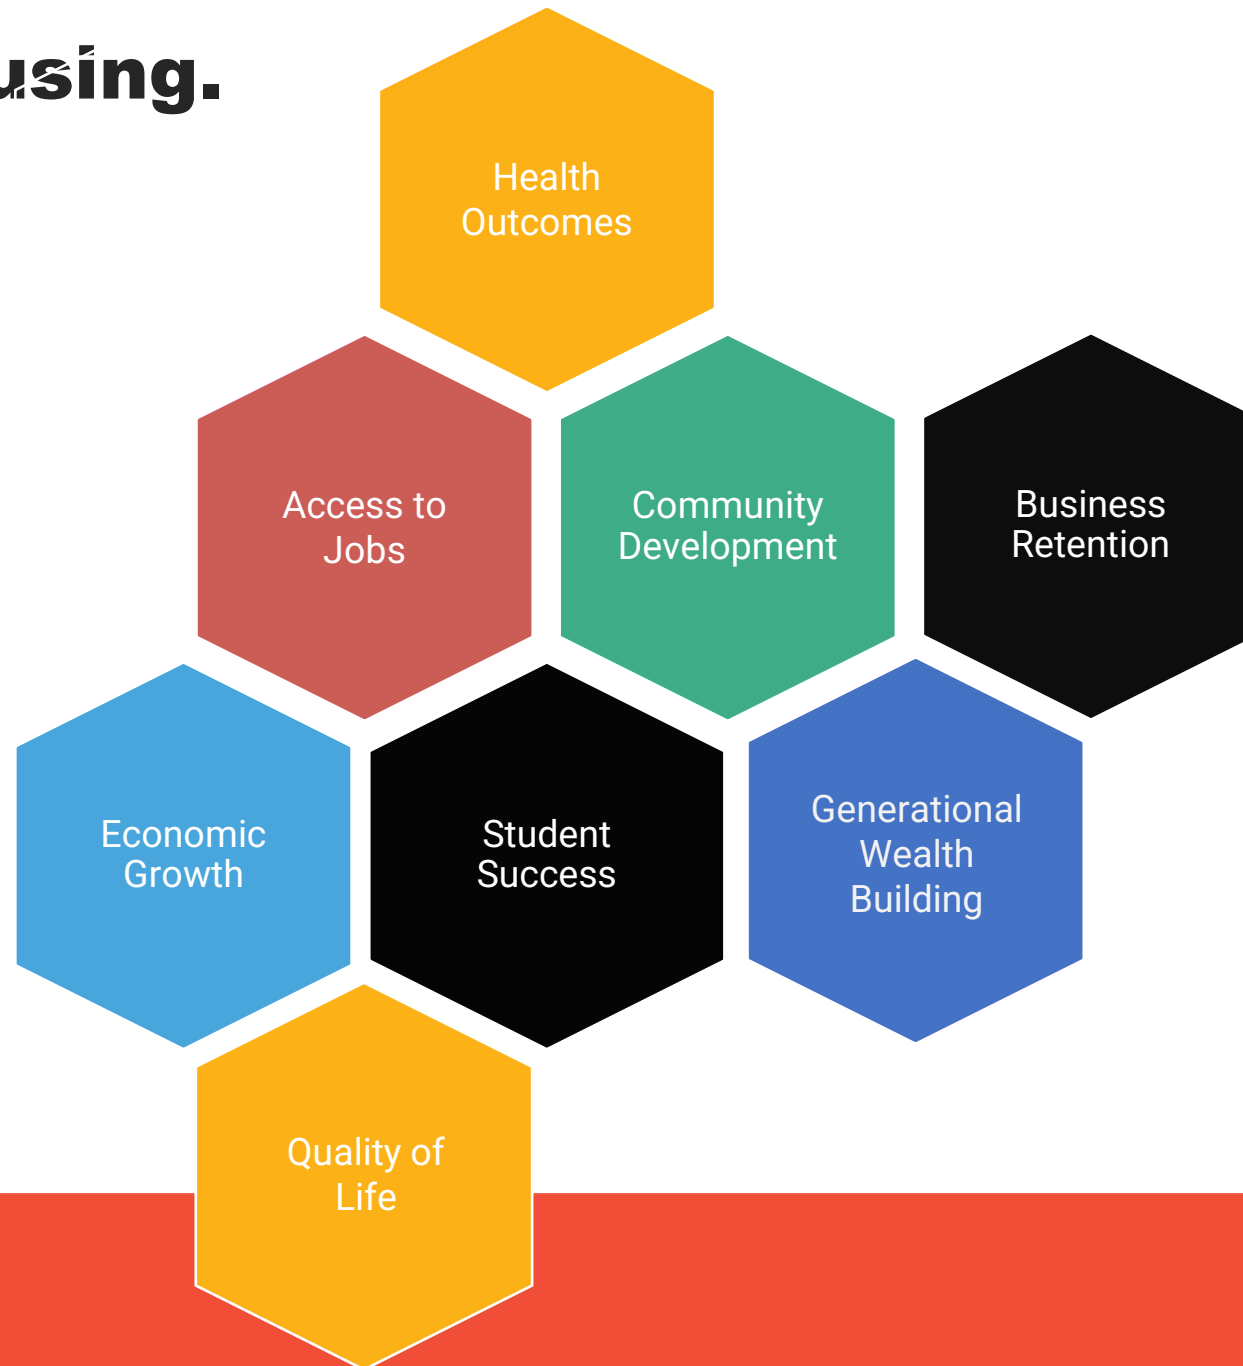 using.
Health
Outcomes
Access to
Jobs
Community
Development
Business
Retention
Economic
Growth
Student
Success
Generational
Wealth
Building
Quality of
Life